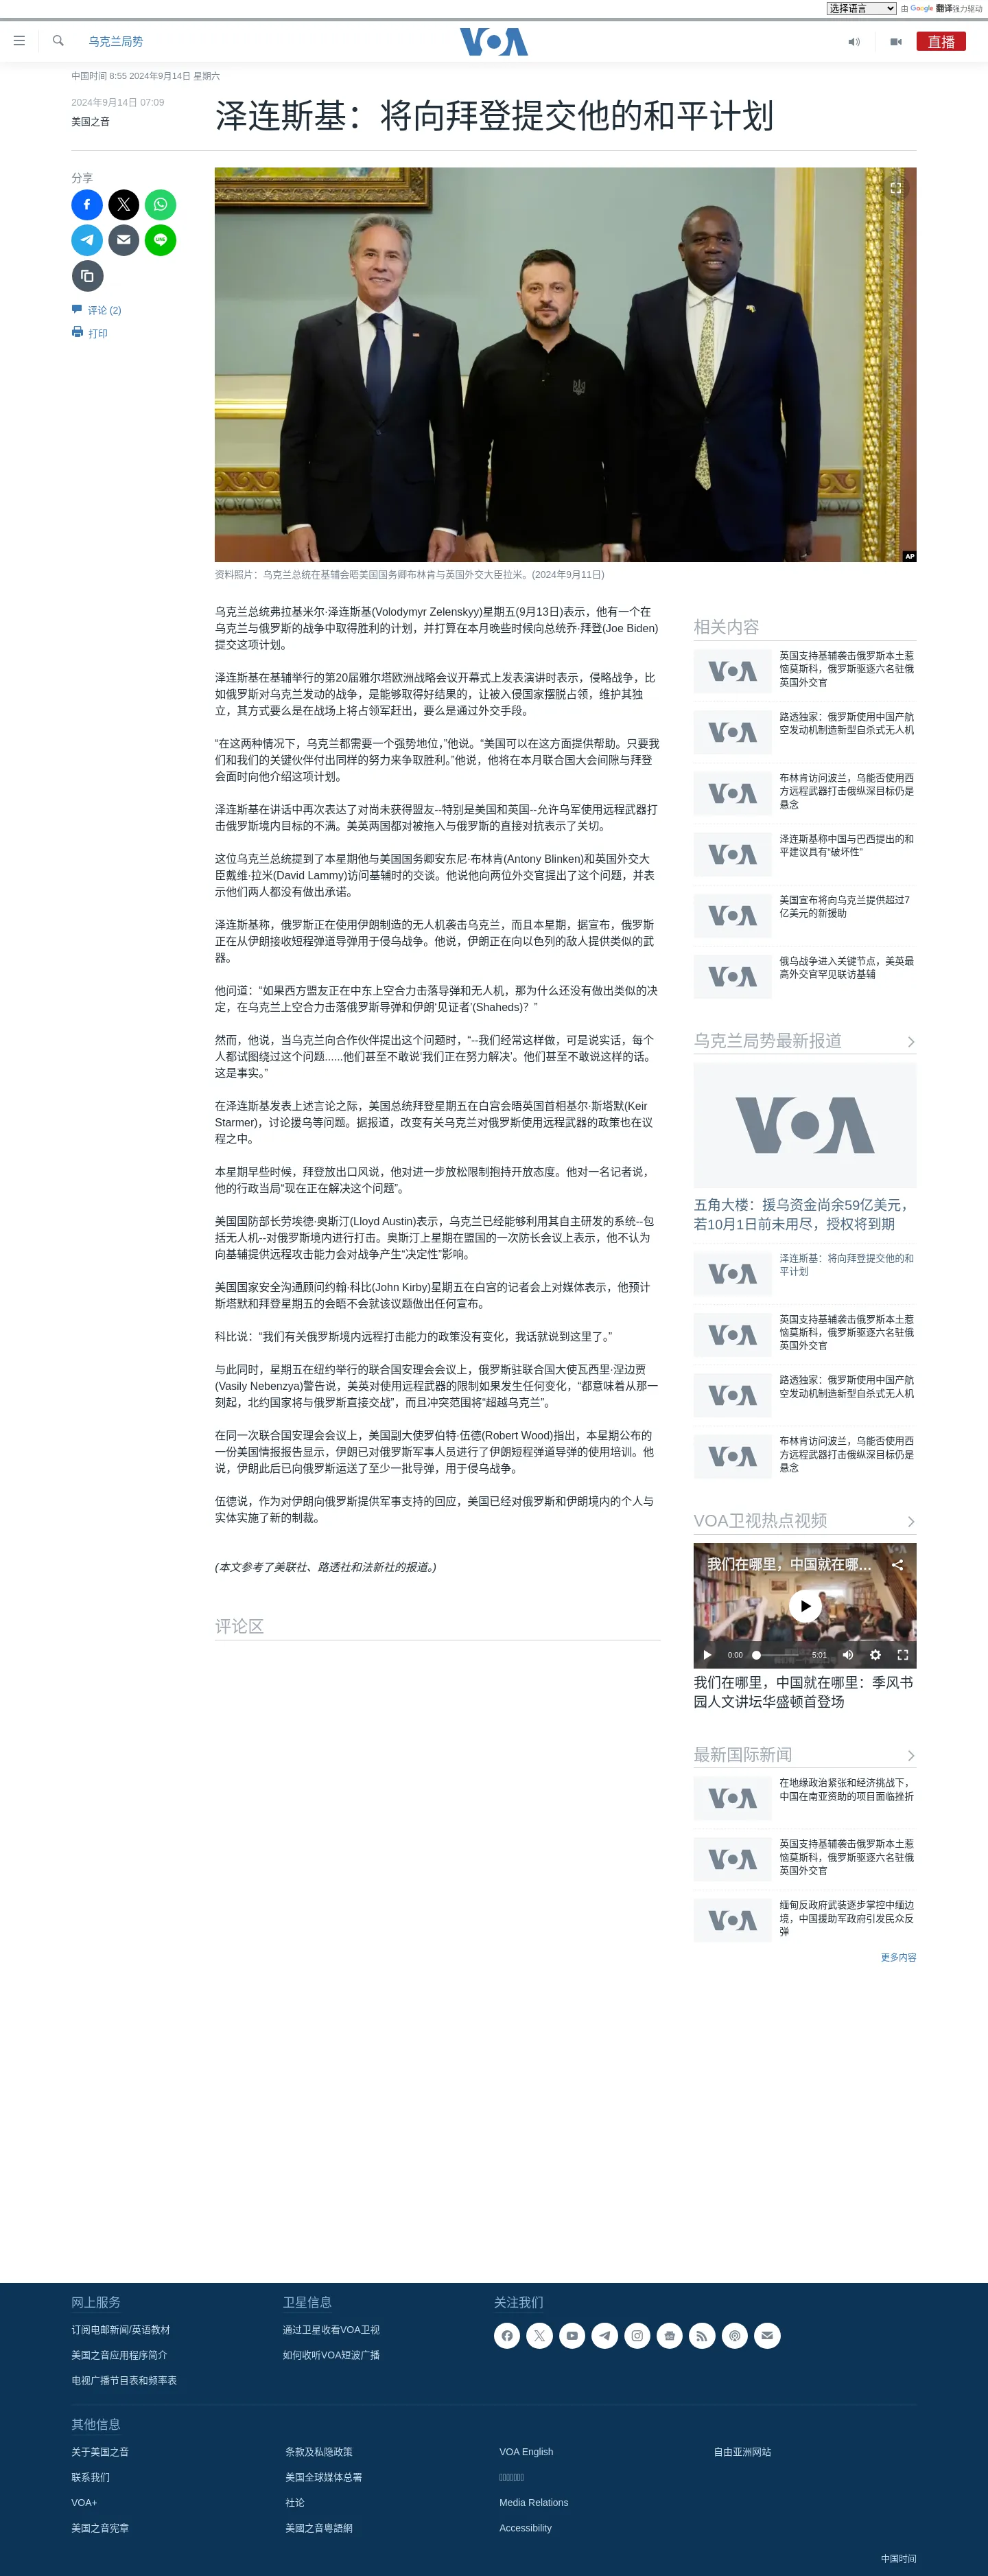 选择语言
由 Google 翻译强力驱动
乌克兰局势
VOA
直播
中国时间 8:55 2024年9月14日 星期六
2024年9月14日 07:09
美国之音
泽连斯基：将向拜登提交他的和平计划
分享
评论 (2)
打印
AP
资料照片：乌克兰总统在基辅会晤美国国务卿布林肯与英国外交大臣拉米。(2024年9月11日)
乌克兰总统弗拉基米尔·泽连斯基(Volodymyr Zelenskyy)星期五(9月13日)表示，他有一个在
乌克兰与俄罗斯的战争中取得胜利的计划，并打算在本月晚些时候向总统乔·拜登(Joe Biden)
提交这项计划。
泽连斯基在基辅举行的第20届雅尔塔欧洲战略会议开幕式上发表演讲时表示，侵略战争，比
如俄罗斯对乌克兰发动的战争，是能够取得好结果的，让被入侵国家摆脱占领，维护其独
立，其方式要么是在战场上将占领军赶出，要么是通过外交手段。
“在这两种情况下，乌克兰都需要一个强势地位，”他说。“美国可以在这方面提供帮助。只要我
们和我们的关键伙伴付出同样的努力来争取胜利。”他说，他将在本月联合国大会间隙与拜登
会面时向他介绍这项计划。
泽连斯基在讲话中再次表达了对尚未获得盟友--特别是美国和英国--允许乌军使用远程武器打
击俄罗斯境内目标的不满。美英两国都对被拖入与俄罗斯的直接对抗表示了关切。
这位乌克兰总统提到了本星期他与美国国务卿安东尼·布林肯(Antony Blinken)和英国外交大
臣戴维·拉米(David Lammy)访问基辅时的交谈。他说他向两位外交官提出了这个问题，并表
示他们两人都没有做出承诺。
泽连斯基称，俄罗斯正在使用伊朗制造的无人机袭击乌克兰，而且本星期，据宣布，俄罗斯
正在从伊朗接收短程弹道导弹用于侵乌战争。他说，伊朗正在向以色列的敌人提供类似的武
器。
他问道：“如果西方盟友正在中东上空合力击落导弹和无人机，那为什么还没有做出类似的决
定，在乌克兰上空合力击落俄罗斯导弹和伊朗‘见证者’(Shaheds)？”
然而，他说，当乌克兰向合作伙伴提出这个问题时，“--我们经常这样做，可是说实话，每个
人都试图绕过这个问题......他们甚至不敢说‘我们正在努力解决’。他们甚至不敢说这样的话。
这是事实。”
在泽连斯基发表上述言论之际，美国总统拜登星期五在白宫会晤英国首相基尔·斯塔默(Keir
Starmer)，讨论援乌等问题。据报道，改变有关乌克兰对俄罗斯使用远程武器的政策也在议
程之中。
本星期早些时候，拜登放出口风说，他对进一步放松限制抱持开放态度。他对一名记者说，
他的行政当局“现在正在解决这个问题”。
美国国防部长劳埃德·奥斯汀(Lloyd Austin)表示，乌克兰已经能够利用其自主研发的系统--包
括无人机--对俄罗斯境内进行打击。奥斯汀上星期在盟国的一次防长会议上表示，他不认为
向基辅提供远程攻击能力会对战争产生“决定性”影响。
美国国家安全沟通顾问约翰·科比(John Kirby)星期五在白宫的记者会上对媒体表示，他预计
斯塔默和拜登星期五的会晤不会就该议题做出任何宣布。
科比说：“我们有关俄罗斯境内远程打击能力的政策没有变化，我话就说到这里了。”
与此同时，星期五在纽约举行的联合国安理会会议上，俄罗斯驻联合国大使瓦西里·涅边贾
(Vasily Nebenzya)警告说，美英对使用远程武器的限制如果发生任何变化，“都意味着从那一
刻起，北约国家将与俄罗斯直接交战”，而且冲突范围将“超越乌克兰”。
在同一次联合国安理会会议上，美国副大使罗伯特·伍德(Robert Wood)指出，本星期公布的
一份美国情报报告显示，伊朗已对俄罗斯军事人员进行了伊朗短程弹道导弹的使用培训。他
说，伊朗此后已向俄罗斯运送了至少一批导弹，用于侵乌战争。
伍德说，作为对伊朗向俄罗斯提供军事支持的回应，美国已经对俄罗斯和伊朗境内的个人与
实体实施了新的制裁。
(本文参考了美联社、路透社和法新社的报道。)
评论区
相关内容
VOA
英国支持基辅袭击俄罗斯本土惹
恼莫斯科，俄罗斯驱逐六名驻俄
英国外交官
VOA
路透独家：俄罗斯使用中国产航
空发动机制造新型自杀式无人机
VOA
布林肯访问波兰，乌能否使用西
方远程武器打击俄纵深目标仍是
悬念
VOA
泽连斯基称中国与巴西提出的和
平建议具有“破坏性”
VOA
美国宣布将向乌克兰提供超过7
亿美元的新援助
VOA
俄乌战争进入关键节点，美英最
高外交官罕见联访基辅
乌克兰局势最新报道
VOA
五角大楼：援乌资金尚余59亿美元，
若10月1日前未用尽，授权将到期
VOA
泽连斯基：将向拜登提交他的和
平计划
VOA
英国支持基辅袭击俄罗斯本土惹
恼莫斯科，俄罗斯驱逐六名驻俄
英国外交官
VOA
路透独家：俄罗斯使用中国产航
空发动机制造新型自杀式无人机
VOA
布林肯访问波兰，乌能否使用西
方远程武器打击俄纵深目标仍是
悬念
VOA卫视热点视频
我们在哪里，中国就在哪...
VOA
0:00
5:01
我们在哪里，中国就在哪里：季风书
园人文讲坛华盛顿首登场
最新国际新闻
VOA
在地缘政治紧张和经济挑战下，
中国在南亚资助的项目面临挫折
VOA
英国支持基辅袭击俄罗斯本土惹
恼莫斯科，俄罗斯驱逐六名驻俄
英国外交官
VOA
缅甸反政府武装逐步掌控中缅边
境，中国援助军政府引发民众反
弹
更多内容
网上服务
订阅电邮新闻/英语教材
美国之音应用程序简介
电视广播节目表和频率表
卫星信息
通过卫星收看VOA卫视
如何收听VOA短波广播
关注我们
其他信息
关于美国之音
条款及私隐政策
VOA English
自由亚洲网站
联系我们
美国全球媒体总署
VOA+
社论
Media Relations
美国之音宪章
美國之音粵語網
Accessibility
中国时间